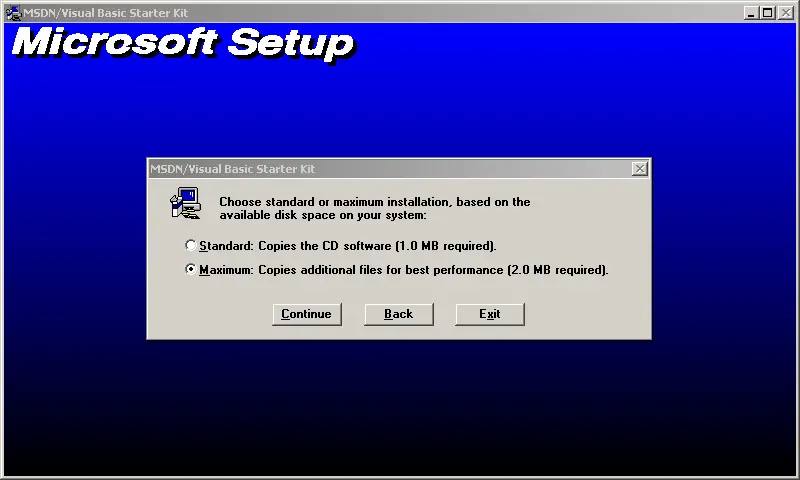 MSDN/Visual Basic Starter Kit
Microsoft Setup
MSDN/Visual Basic Starter Kit
Choose standard or maximum installation, based on the
available disk space on your system:
Standard: Copies the CD software (1.0 MB required).
Maximum: Copies additional files for best performance (2.0 MB required).
Continue Back Exit